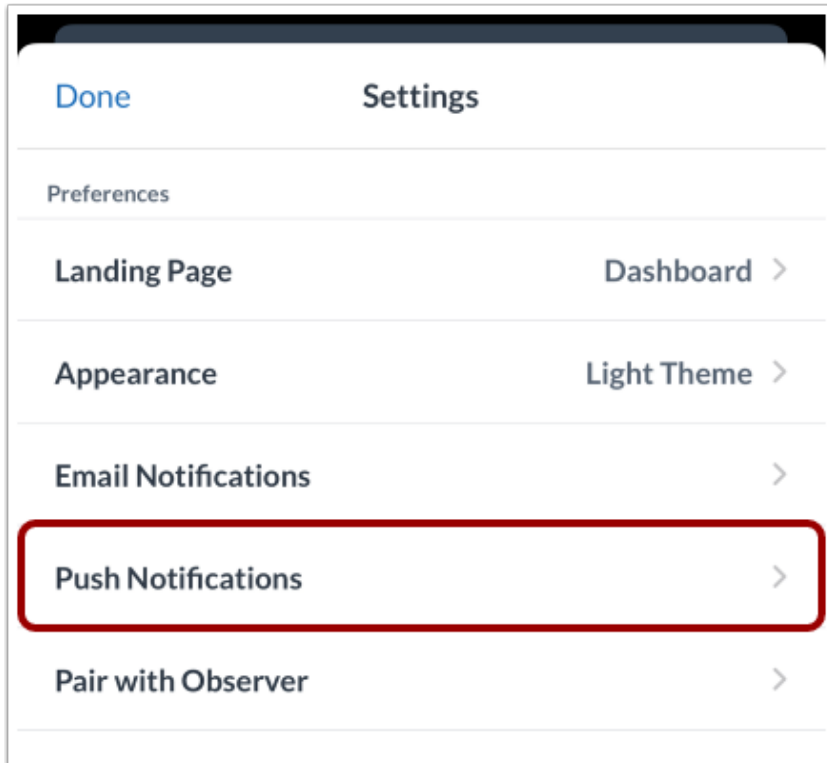 Done Settings
Preferences
Landing Page Dashboard
Appearance Light Theme
Email Notifications
Push Notifications
Pair with Observer